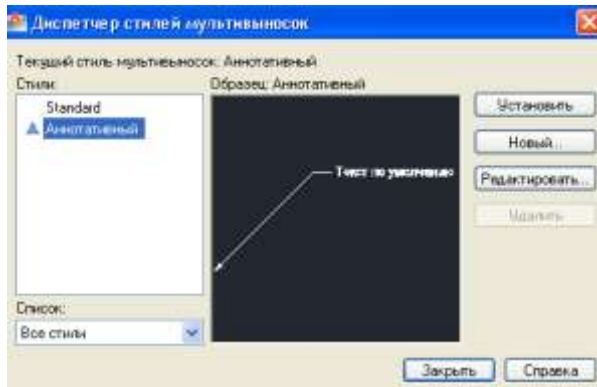 Диспетчер стилей мультивыносок
Текущий стиль мультивыносок: Аннотативный
Стили:
Образец: Аннотативный
Standard
Аннотативный
Текст по умолчанию
Установить
Новый...
Редактировать...
Удалить
Список:
Все стили
Закрыть
Справка